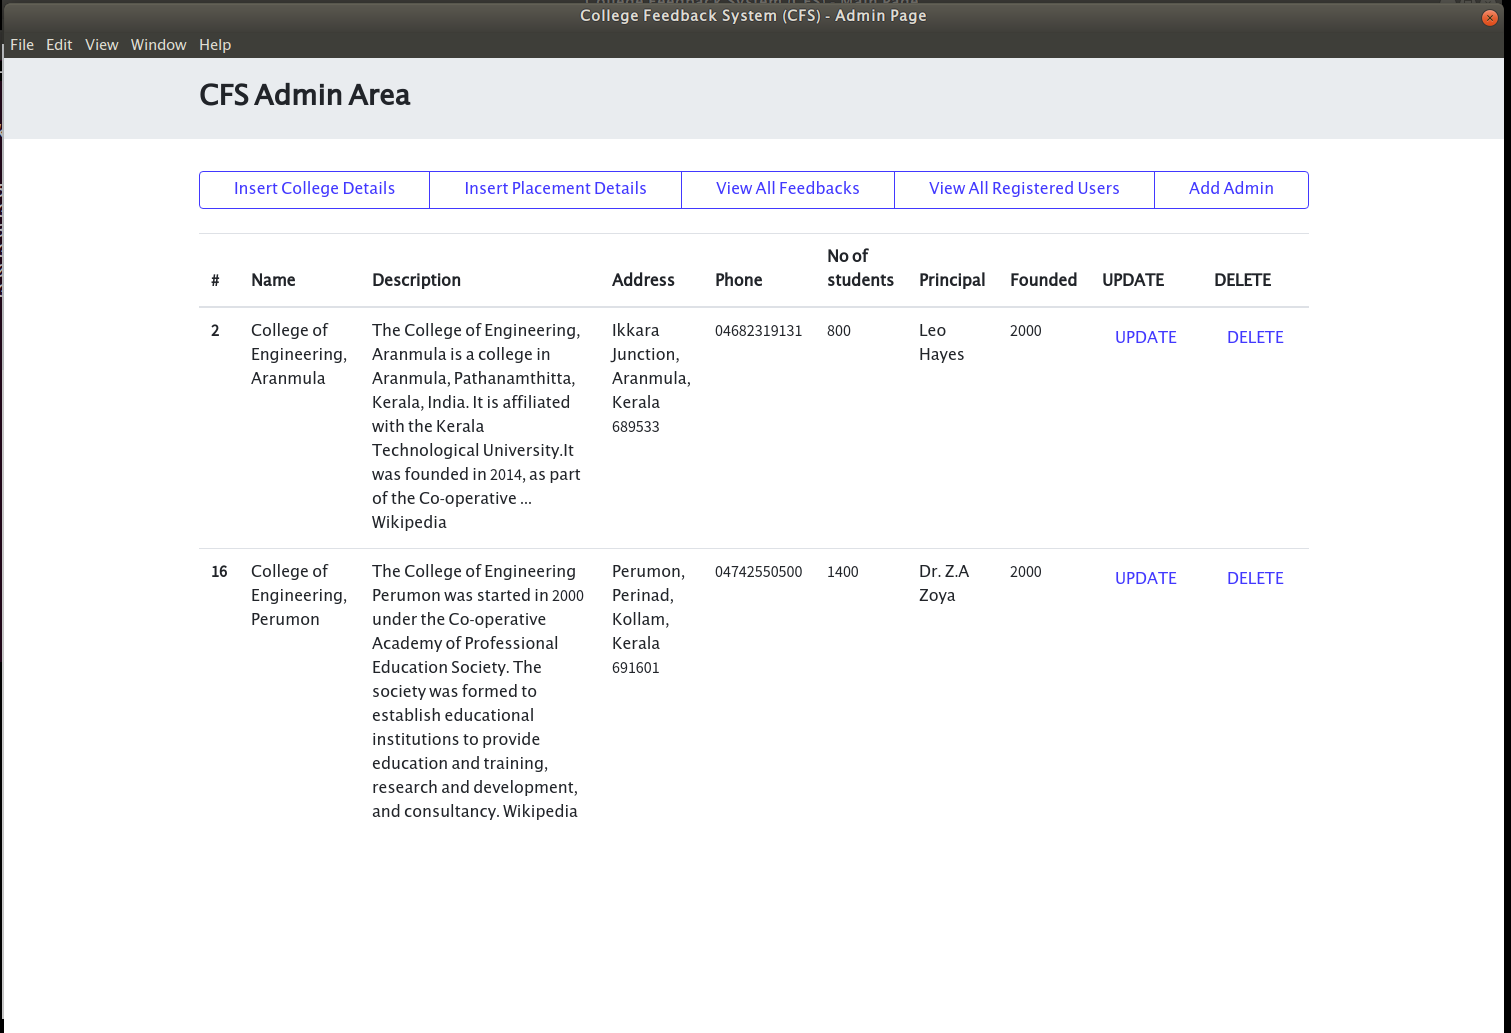 College Feedback System (CFS) - Admin Page
File Edit View Window Help
CFS Admin Area
Insert College Details Insert Placement Details View All Feedbacks View All Registered Users Add Admin
# Name Description Address Phone No of students Principal Founded UPDATE DELETE
2
College of
Engineering,
Aranmula
The College of Engineering,
Aranmula is a college in
Aranmula, Pathanamthitta,
Kerala, India. It is affiliated
with the Kerala
Technological University.It
was founded in 2014, as part
of the Co-operative ...
Wikipedia
Ikkara
Junction,
Aranmula,
Kerala
689533
04682319131
800
Leo
Hayes
2000
UPDATE
DELETE
16
College of
Engineering,
Perumon
The College of Engineering
Perumon was started in 2000
under the Co-operative
Academy of Professional
Education Society. The
society was formed to
establish educational
institutions to provide
education and training,
research and development,
and consultancy. Wikipedia
Perumon,
Perinad,
Kollam,
Kerala
691601
04742550500
1400
Dr. Z.A
Zoya
2000
UPDATE
DELETE